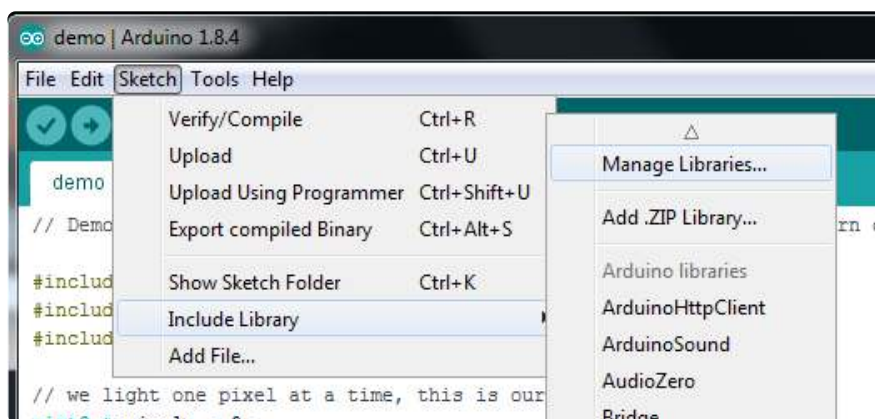 demo | Arduino 1.8.4
File Edit Sketch Tools Help
Verify/Compile Ctrl+R
Upload Ctrl+U
Upload Using Programmer Ctrl+Shift+U
Export compiled Binary Ctrl+Alt+S
Show Sketch Folder Ctrl+K
Include Library
Add File...
Manage Libraries...
Add .ZIP Library...
Arduino libraries
ArduinoHttpClient
ArduinoSound
AudioZero
Bridge
demo
// Demo
#includ
#includ
#includ
// we light one pixel at a time, this is our